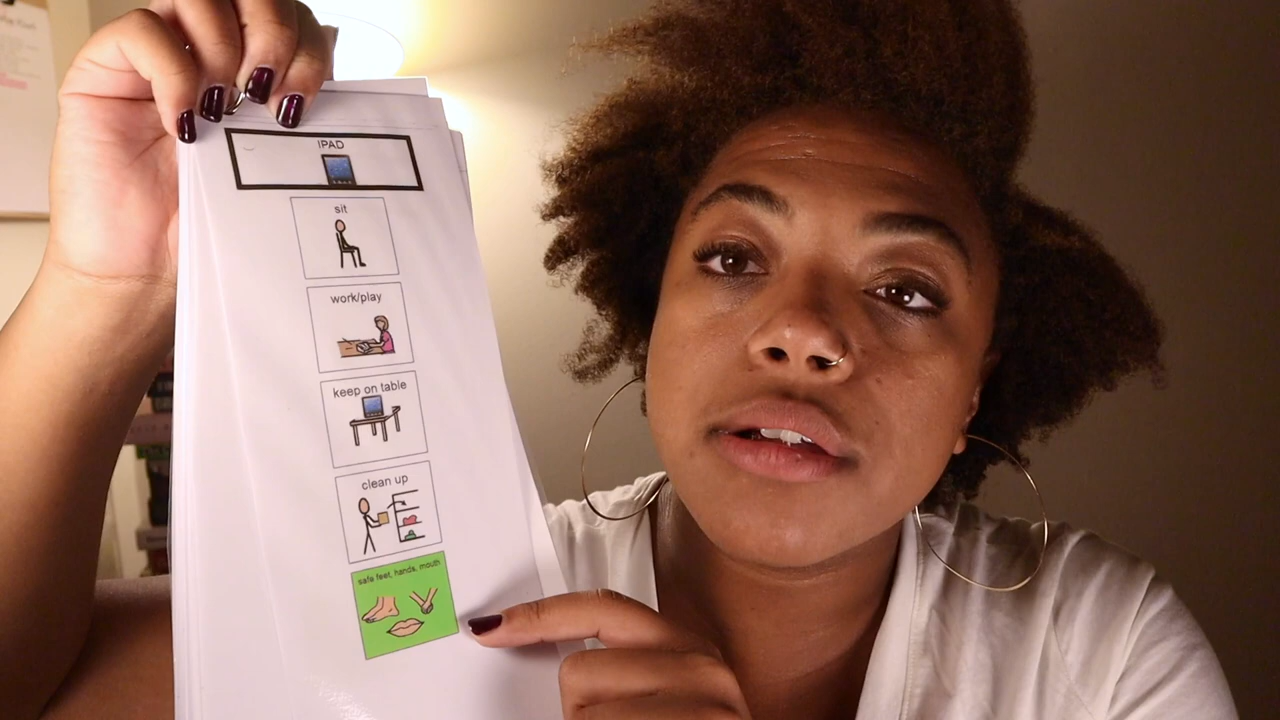 IPAD
sit
work/play
keep on table
clean up
safe feet, hands, mouth